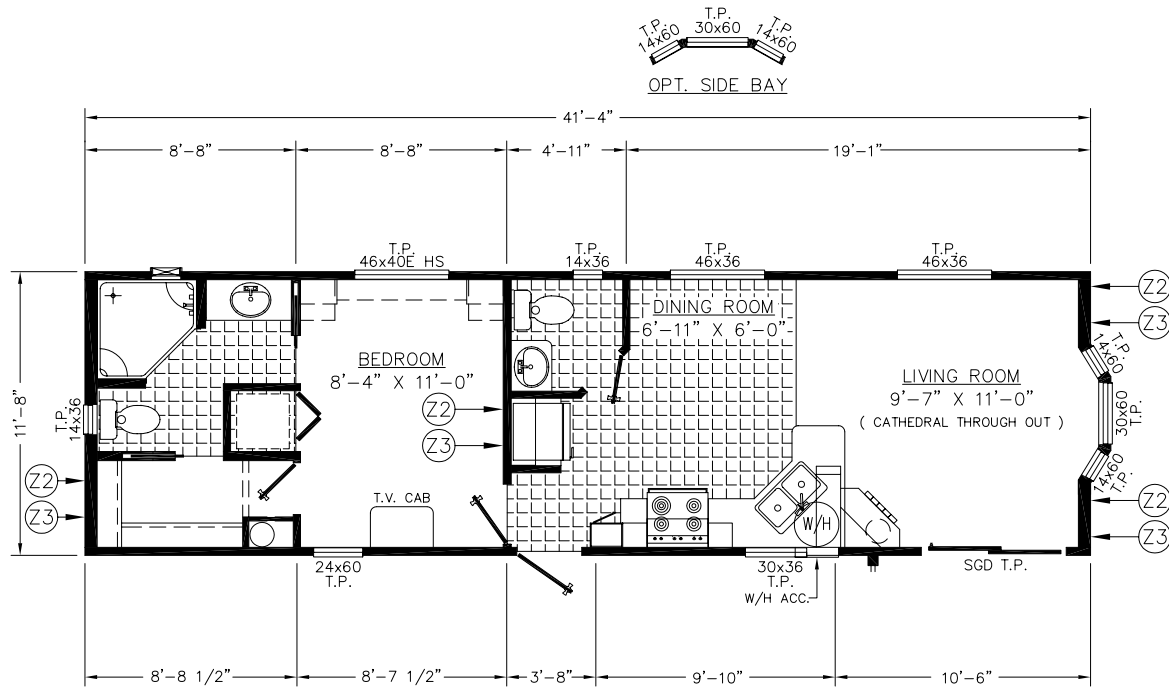 T.P.
14x60
T.P.
30x60
T.P.
14x60
OPT. SIDE BAY
41'-4"
8'-8"
8'-8"
4'-11"
19'-1"
T.P.
46x40E HS
T.P.
14x36
T.P.
46x36
T.P.
46x36
11'-8"
T.P.
14x36
BEDROOM
8'-4" X 11'-0"
DINING ROOM
6'-11" X 6'-0"
LIVING ROOM
9'-7" X 11'-0"
( CATHEDRAL THROUGH OUT )
T.P.
14x60
30x60
T.P.
14x60
T.P.
Z2
Z3
Z2
Z3
Z2
Z3
Z2
Z3
T.V. CAB
W/H
24x60
T.P.
30x36
T.P.
W/H ACC.
SGD T.P.
8'-8 1/2"
8'-7 1/2"
3'-8"
9'-10"
10'-6"